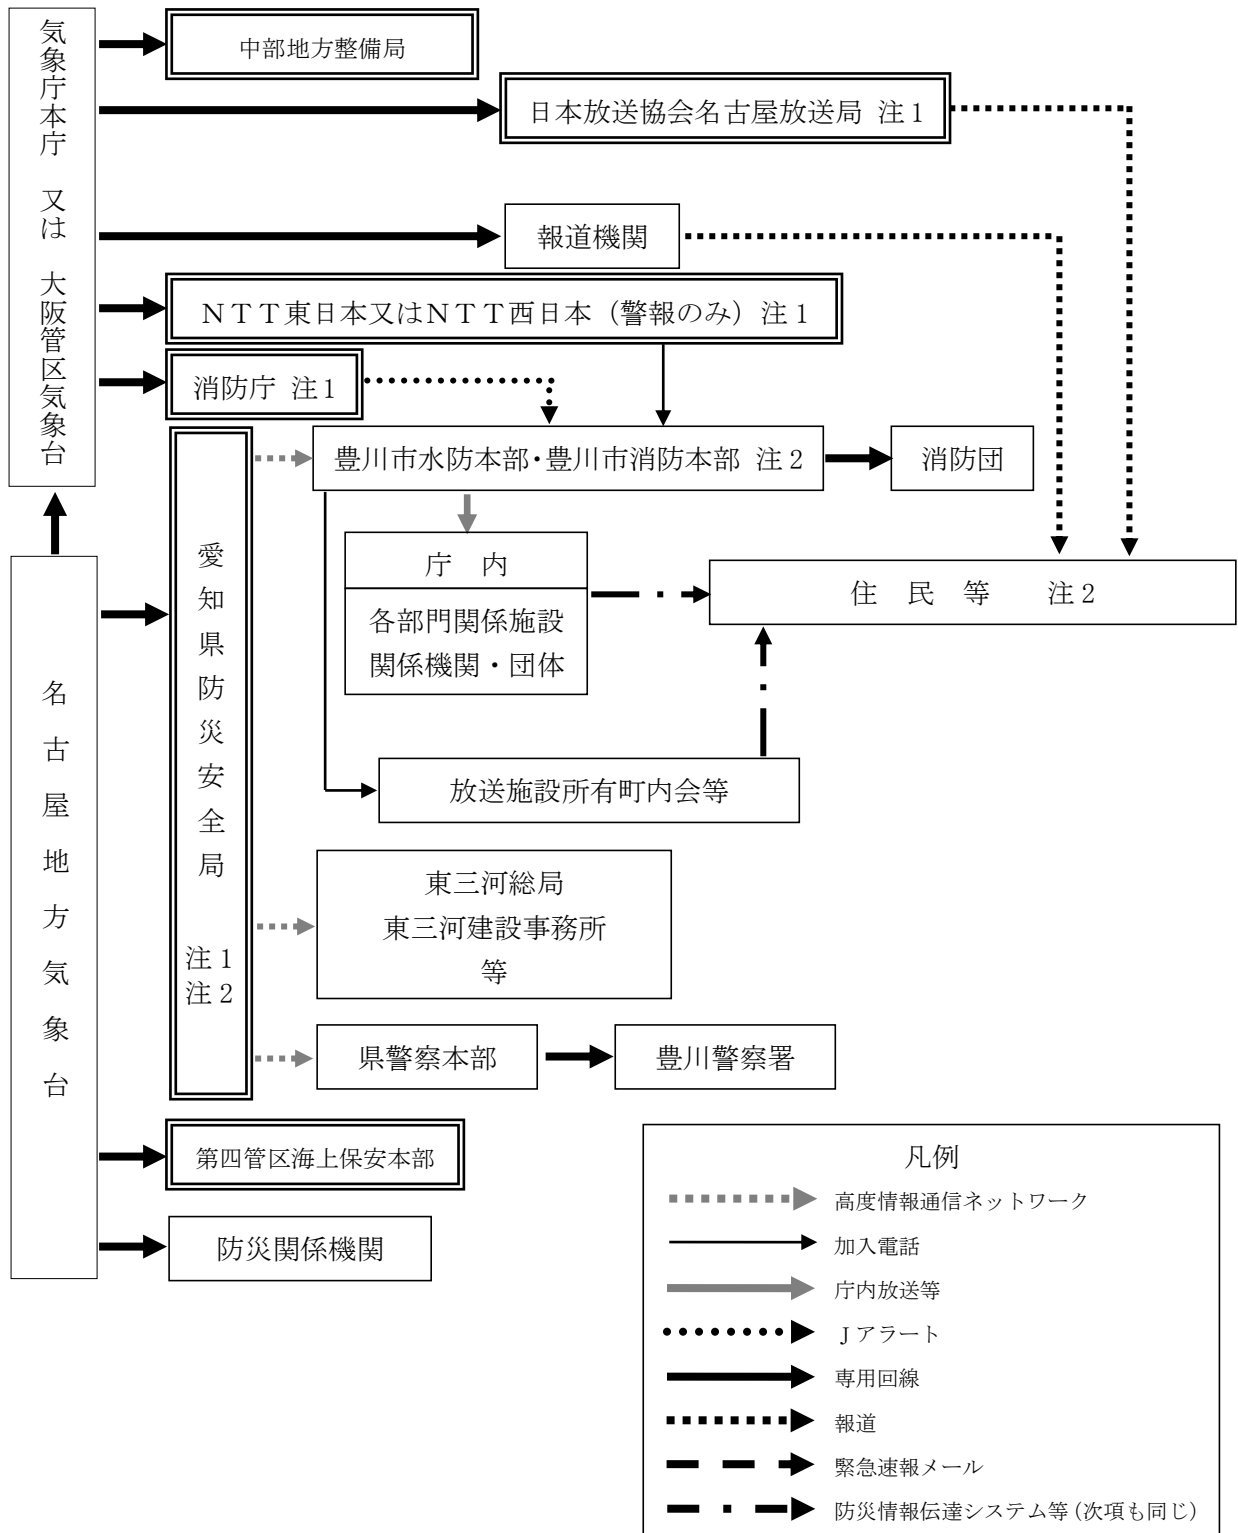 気象庁本庁　又は　大阪管区気象台
中部地方整備局
日本放送協会名古屋放送局 注１
報道機関
ＮＴＴ東日本又はＮＴＴ西日本（警報のみ）注１
消防庁 注１
豊川市水防本部・豊川市消防本部 注２
消防団
愛知県防災安全局
注１
注２
庁　内
各部門関係施設
関係機関・団体
住　民　等　　注２
放送施設所有町内会等
名古屋地方気象台
東三河総局
東三河建設事務所
等
県警察本部
豊川警察署
第四管区海上保安本部
防災関係機関
凡例
高度情報通信ネットワーク
加入電話
庁内放送等
Ｊアラート
専用回線
報道
緊急速報メール
防災情報伝達システム等（次項も同じ）